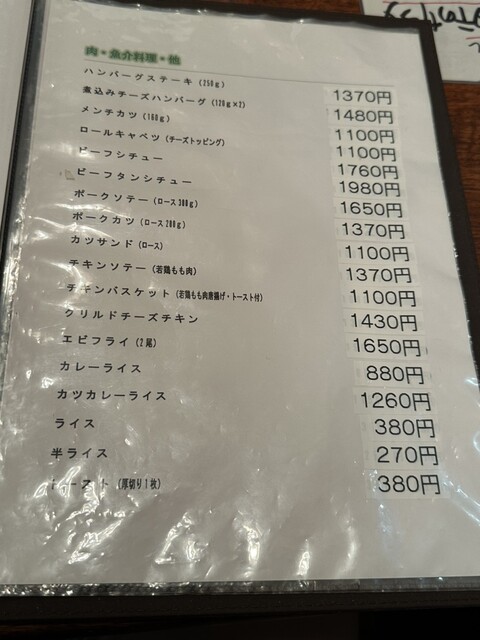 肉・魚介料理・他
ハンバーグステーキ (250g) 1370円
煮込みチーズハンバーグ (120g×2) 1480円
メンチカツ (160g) 1100円
ロールキャベツ (チーズトッピング) 1100円
ビーフシチュー 1760円
ビーフタンシチュー 1980円
ポークソテー (ロース300g) 1650円
ポークカツ (ロース200g) 1370円
カツサンド (ロース) 1100円
チキンソテー (若鶏もも肉) 1370円
チキンバスケット (若鶏もも肉唐揚げ・トースト付) 1100円
グリルドチーズチキン 1430円
エビフライ (2尾) 1650円
カレーライス 880円
カツカレーライス 1260円
ライス 380円
半ライス 270円
トースト (厚切り1枚) 380円